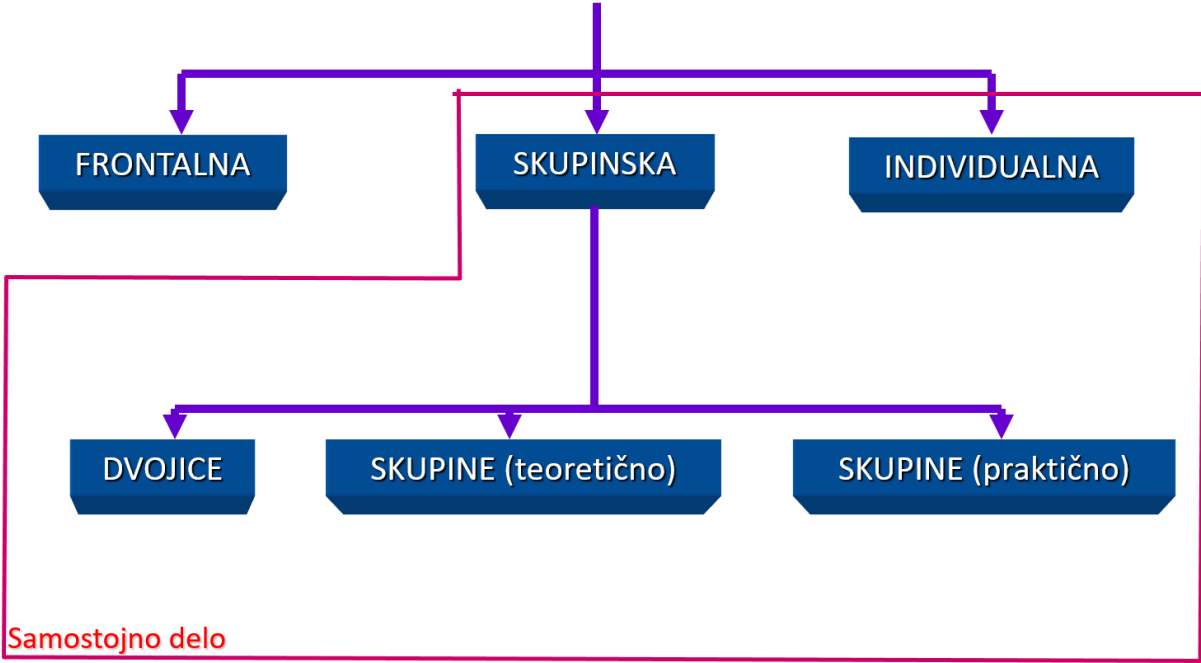 FRONTALNA
SKUPINSKA
INDIVIDUALNA
DVOJICE
SKUPINE (teoretično)
SKUPINE (praktično)
Samostojno delo